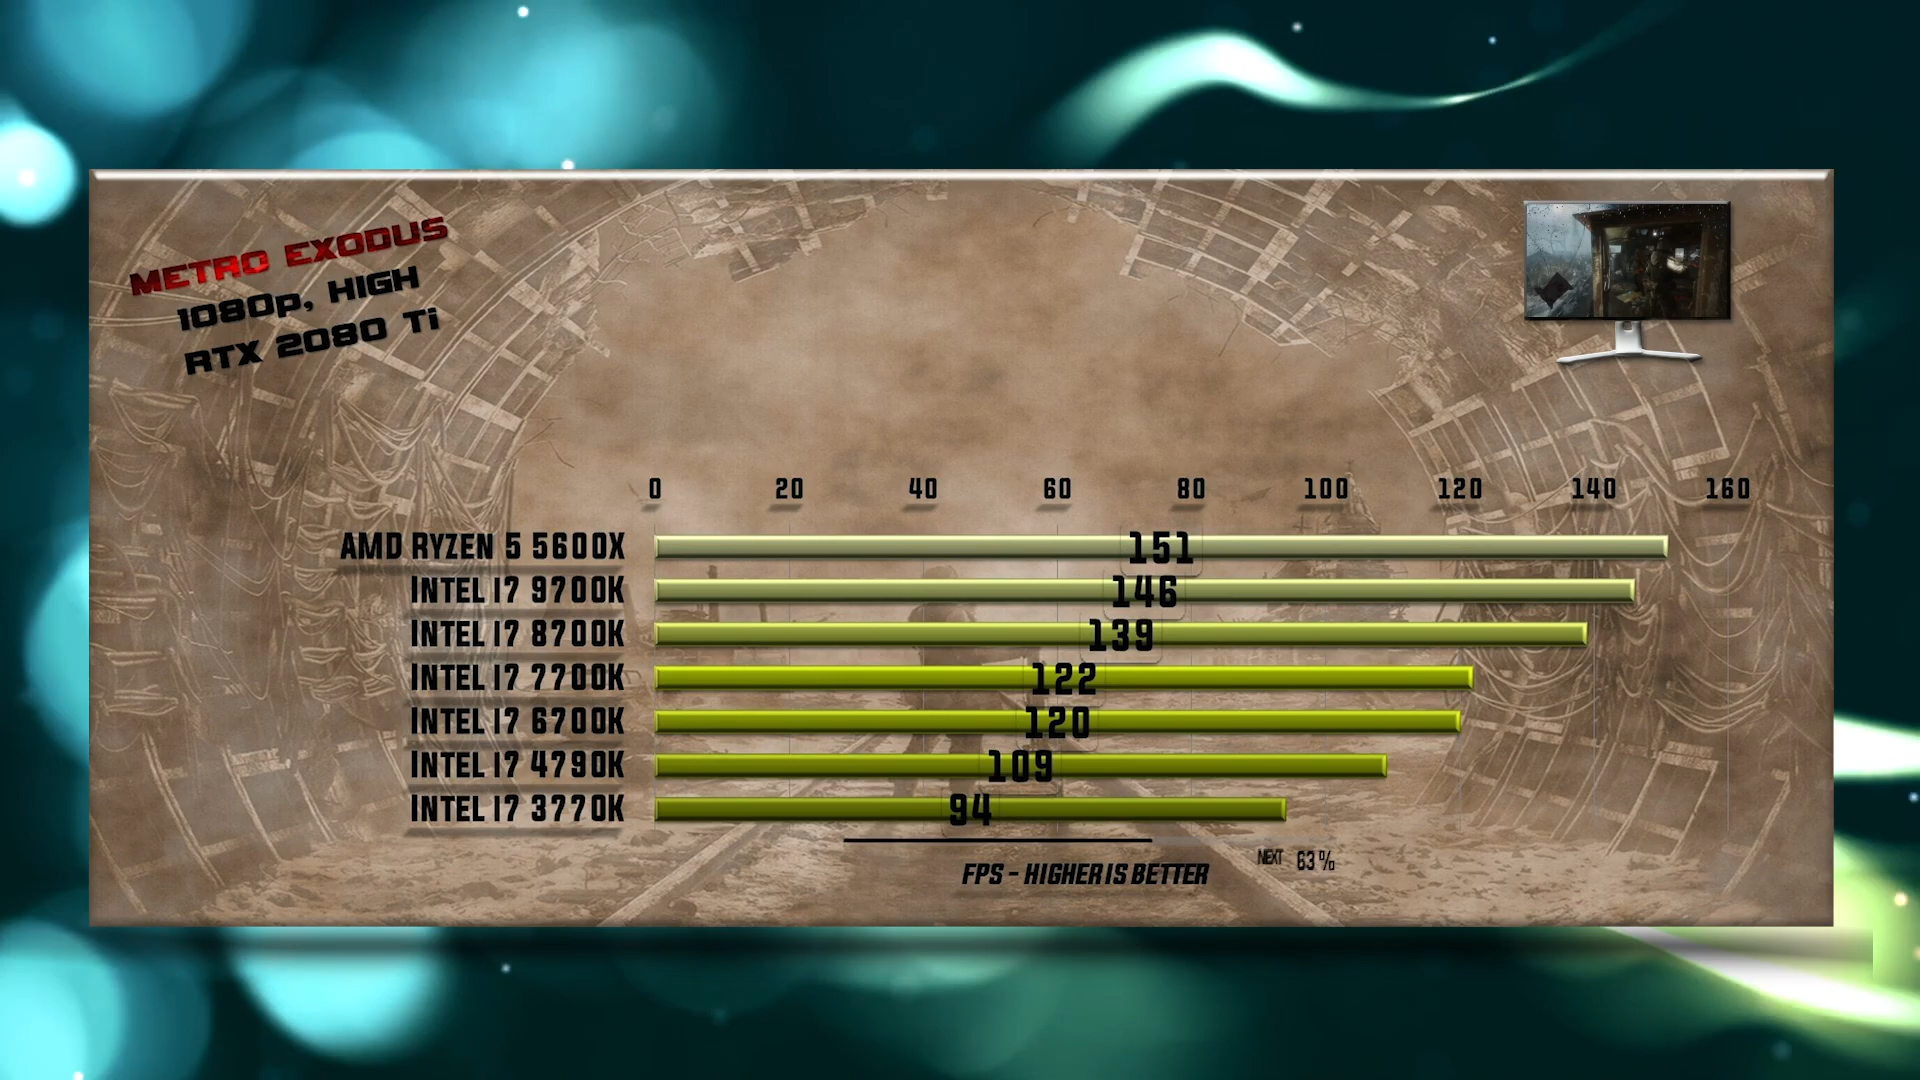 METRO EXODUS
1080p, HIGH
RTX 2080 Ti
0 20 40 60 80 100 120 140 160
AMD RYZEN 5 5600X 151
INTEL I7 9700K 146
INTEL I7 8700K 139
INTEL I7 7700K 122
INTEL I7 6700K 120
INTEL I7 4790K 109
INTEL I7 3770K 94
NEXT 63%
FPS - HIGHER IS BETTER